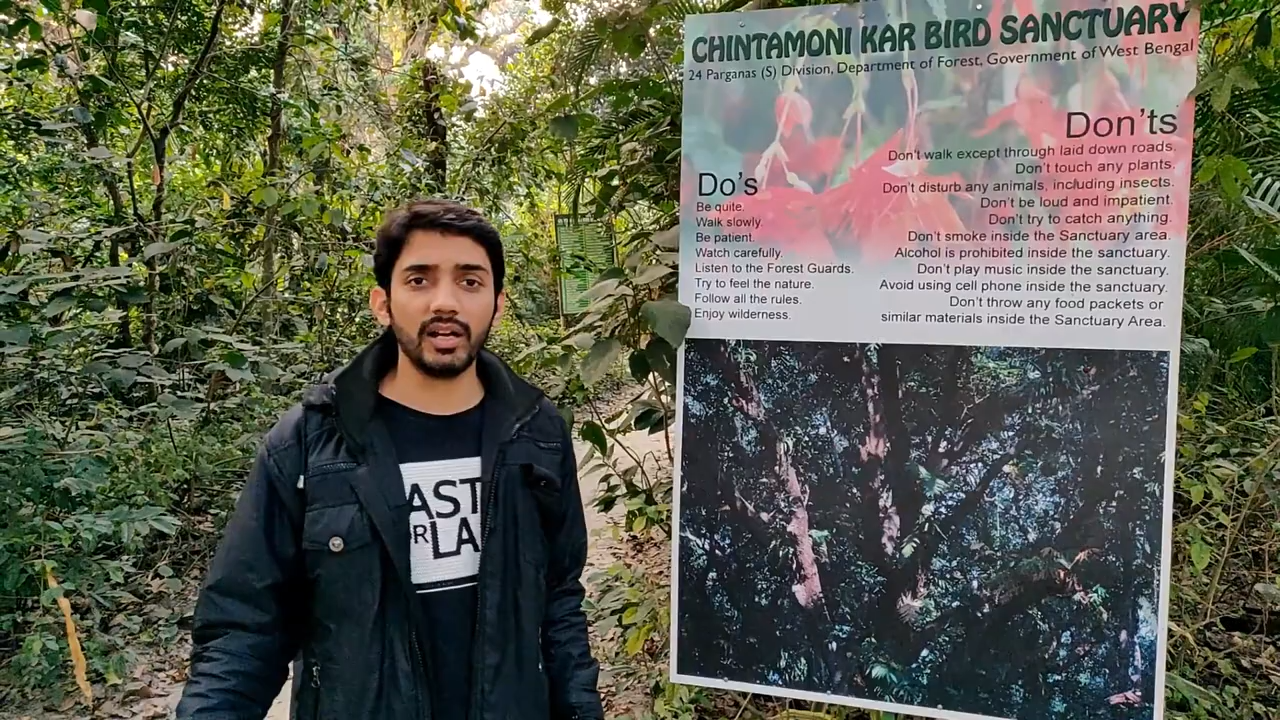 CHINTAMONI KAR BIRD SANCTUARY
24 Parganas (S) Division, Department of Forest, Government of West Bengal
Do's
Be quite.
Walk slowly.
Be patient.
Watch carefully.
Listen to the Forest Guards.
Try to feel the nature.
Follow all the rules.
Enjoy wilderness.
Don'ts
Don't walk except through laid down roads.
Don't touch any plants.
Don't disturb any animals, including insects.
Don't be loud and impatient.
Don't try to catch anything.
Don't smoke inside the Sanctuary area.
Alcohol is prohibited inside the sanctuary.
Don't play music inside the sanctuary.
Avoid using cell phone inside the sanctuary.
Don't throw any food packets or
similar materials inside the Sanctuary Area.
AST
R LA